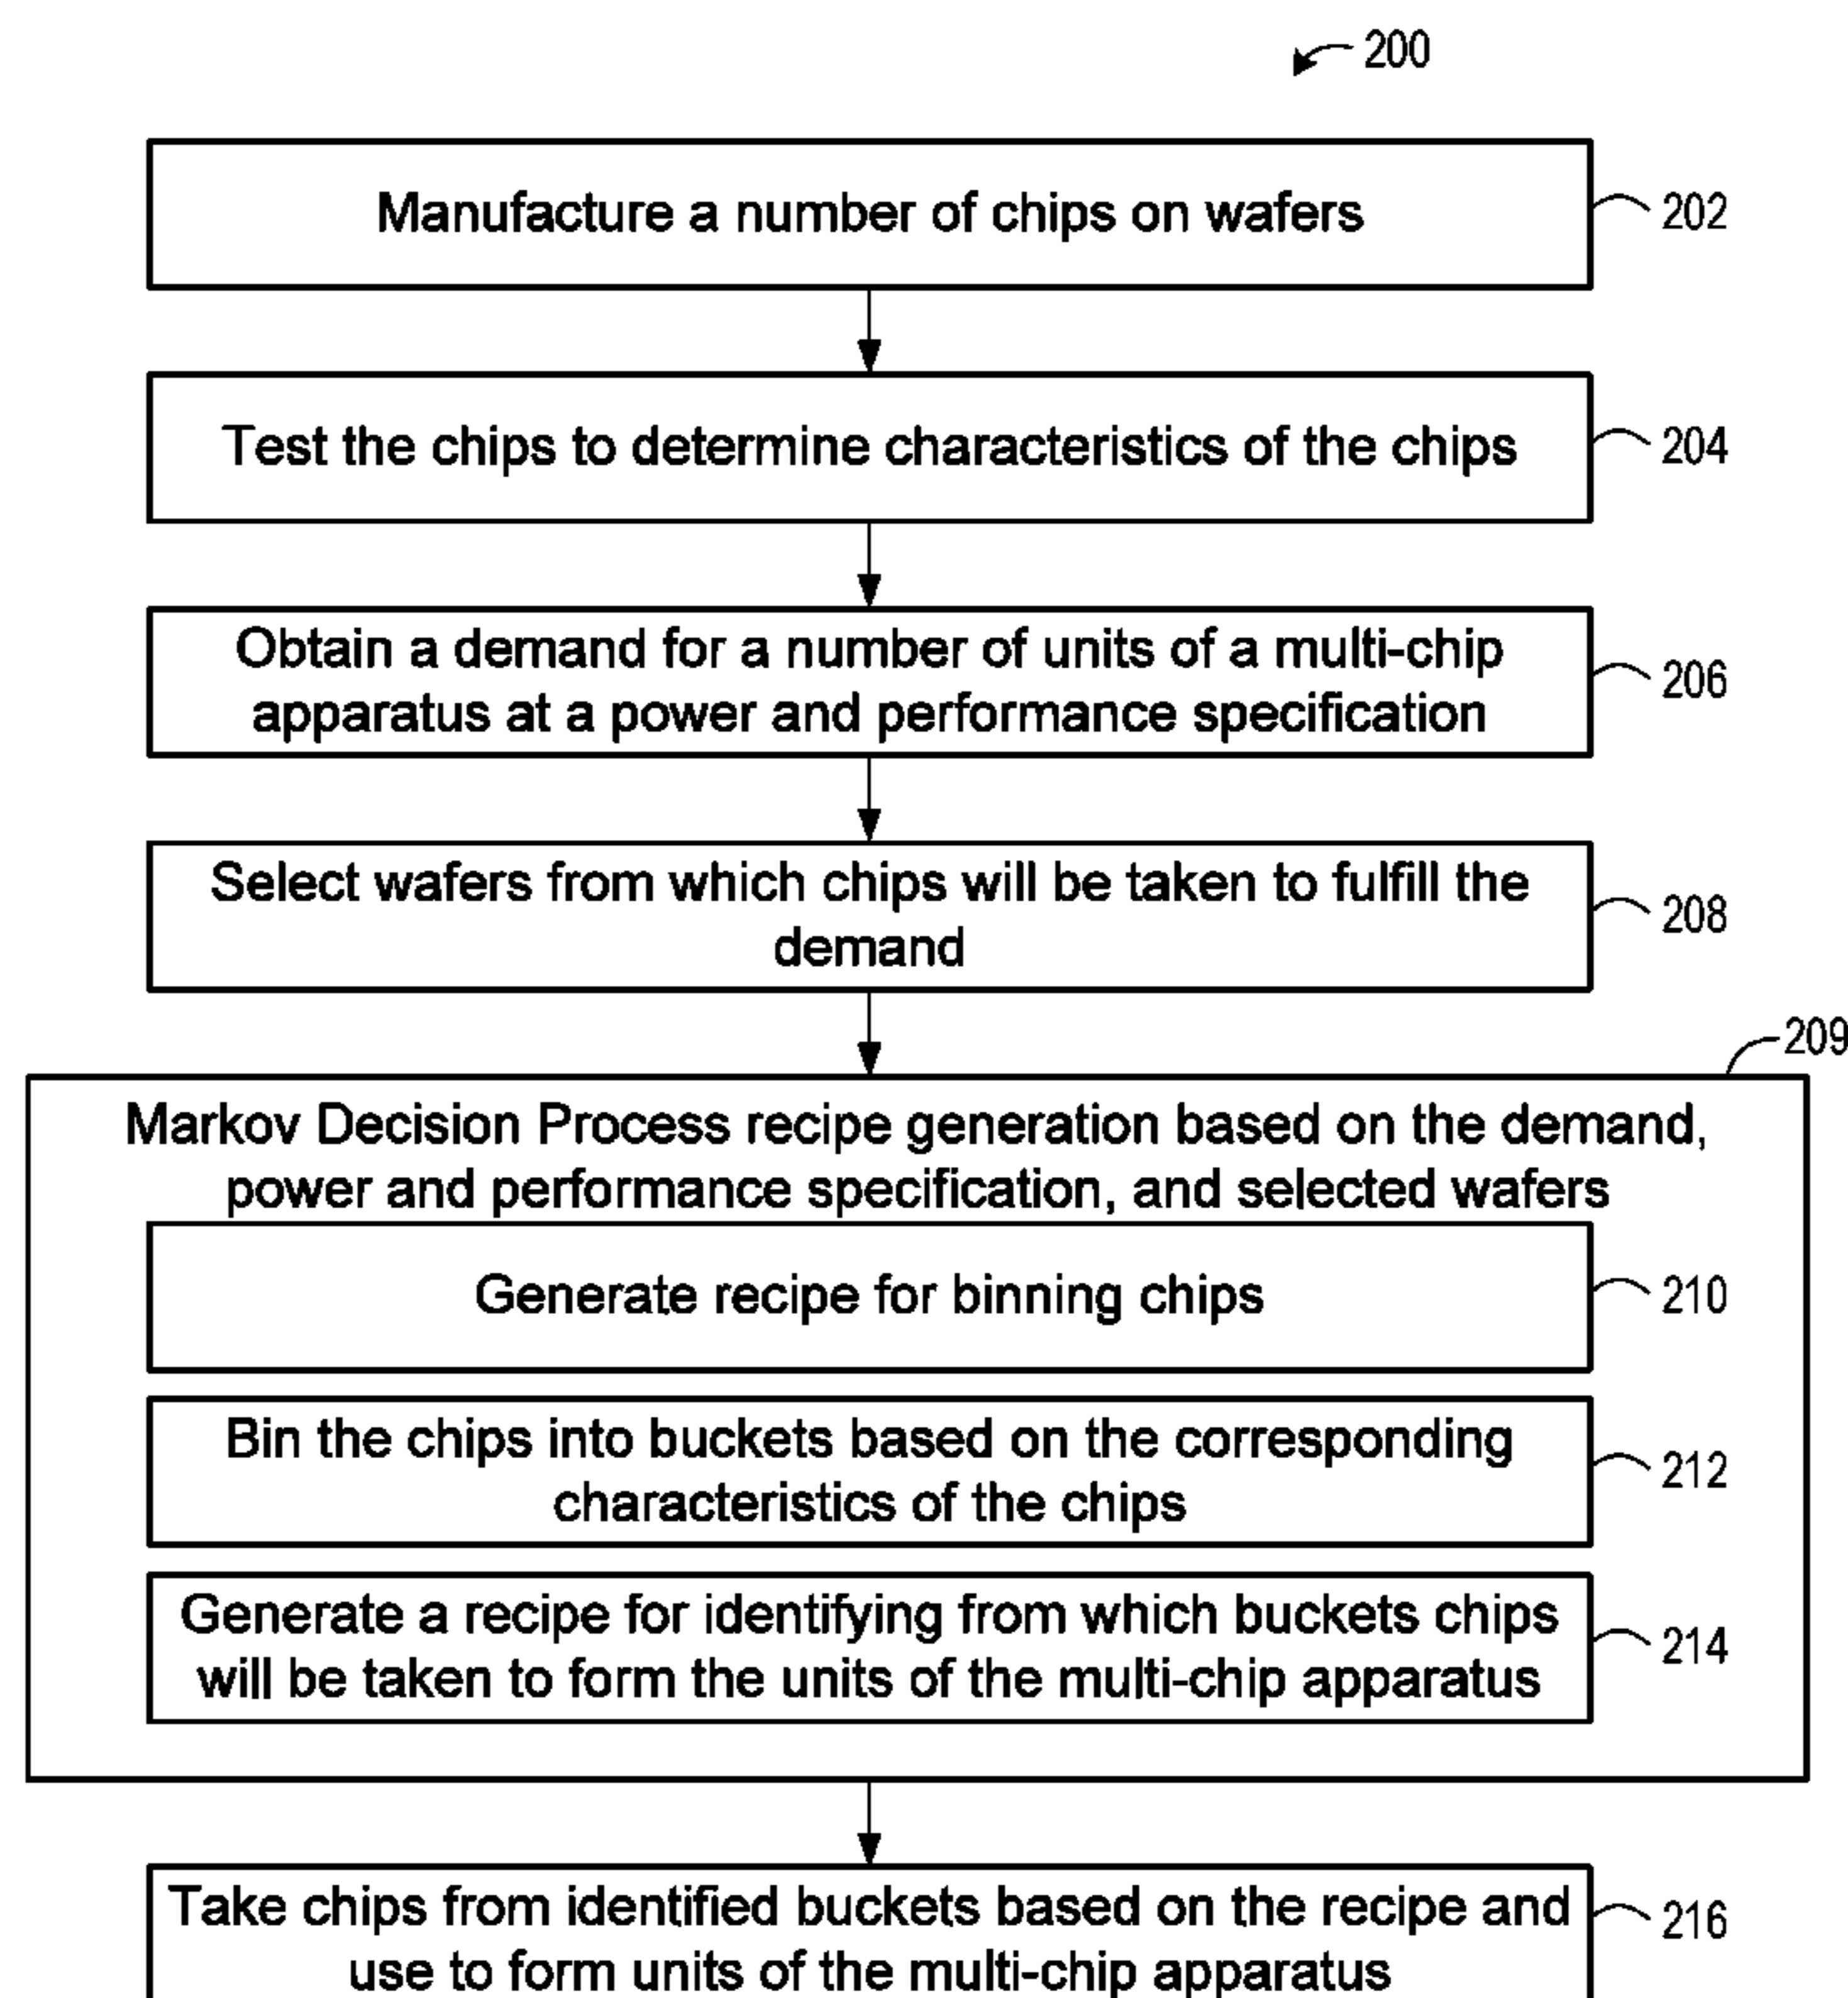 200
Manufacture a number of chips on wafers
202
Test the chips to determine characteristics of the chips
204
Obtain a demand for a number of units of a multi-chip
apparatus at a power and performance specification
206
Select wafers from which chips will be taken to fulfill the
demand
208
209
Markov Decision Process recipe generation based on the demand,
power and performance specification, and selected wafers
Generate recipe for binning chips
210
Bin the chips into buckets based on the corresponding
characteristics of the chips
212
Generate a recipe for identifying from which buckets chips
will be taken to form the units of the multi-chip apparatus
214
Take chips from identified buckets based on the recipe and
use to form units of the multi-chip apparatus
216